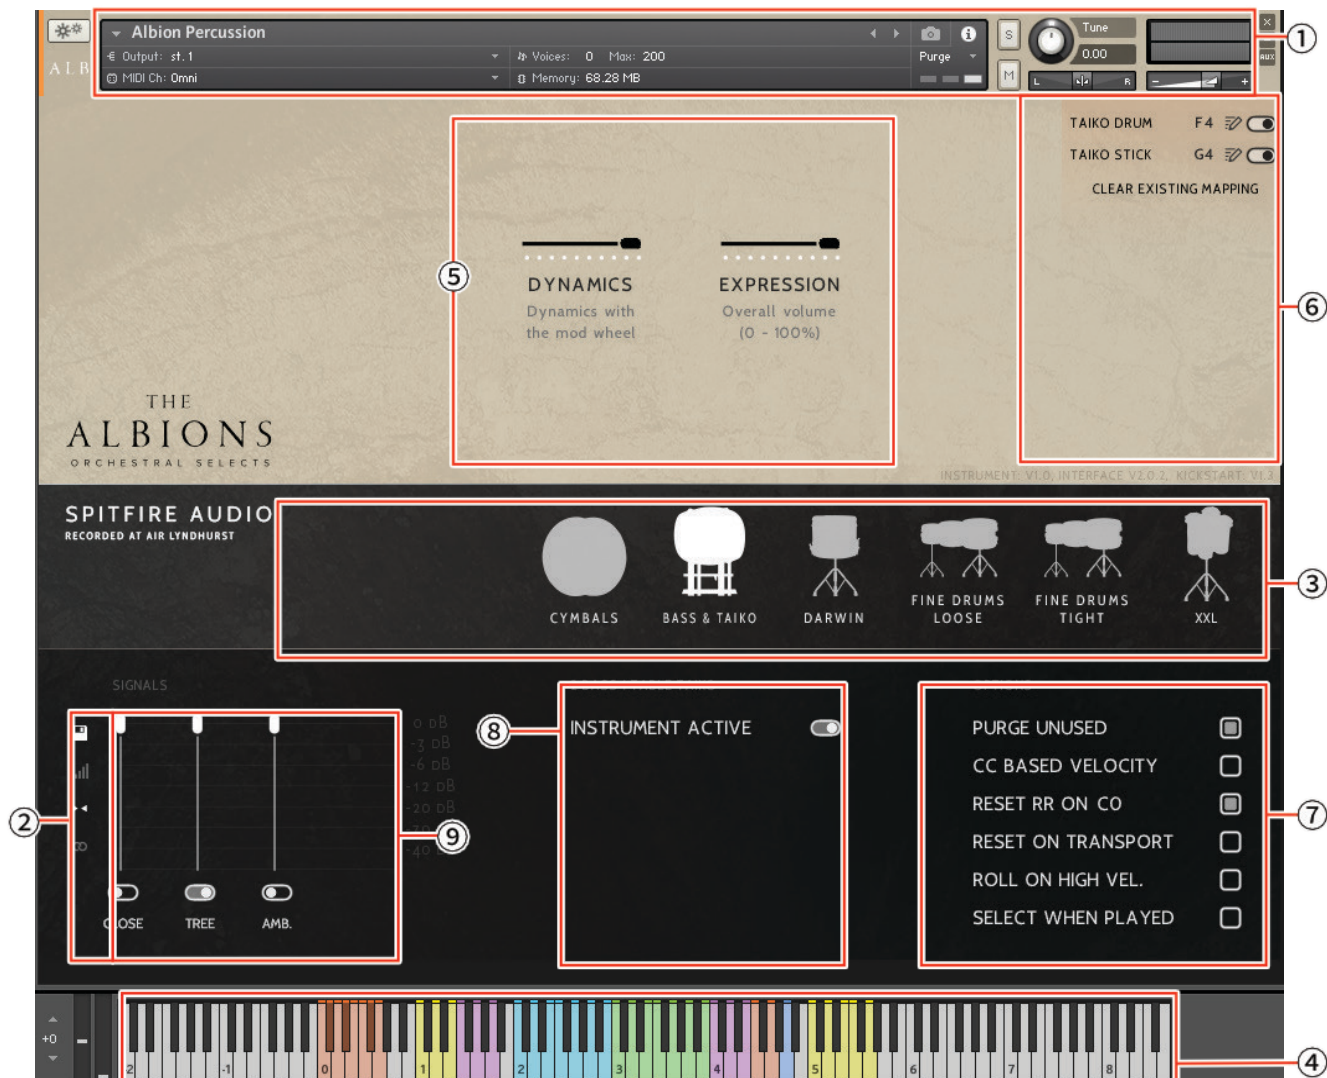 Albion Percussion
S
Tune
①
Output: st. 1
Voices: 0 Max: 200
Purge
0.00
AUX
ALB
MIDI Ch: Omni
Memory: 68.28 MB
M
L
R
- +
TAIKO DRUM F4
TAIKO STICK G4
CLEAR EXISTING MAPPING
⑤
DYNAMICS
EXPRESSION
⑥
Dynamics with
the mod wheel
Overall volume
(0 - 100%)
THE
ALBIONS
ORCHESTRAL SELECTS
INSTRUMENT: V1.0, INTERFACE V2.0.2, KICKSTART: V1.3
SPITFIRE AUDIO
RECORDED AT AIR LYNDHURST
③
CYMBALS
BASS & TAIKO
DARWIN
FINE DRUMS
LOOSE
FINE DRUMS
TIGHT
XXL
SIGNALS
⑧
INSTRUMENT ACTIVE
0 dB
-3 dB
-6 dB
-12 dB
-20 dB
②
⑨
CLOSE
TREE
AMB.
PURGE UNUSED
CC BASED VELOCITY
RESET RR ON C0
⑦
RESET ON TRANSPORT
ROLL ON HIGH VEL.
SELECT WHEN PLAYED
+0
2 -1 0 1 2 3 4 5 6 7 8
④